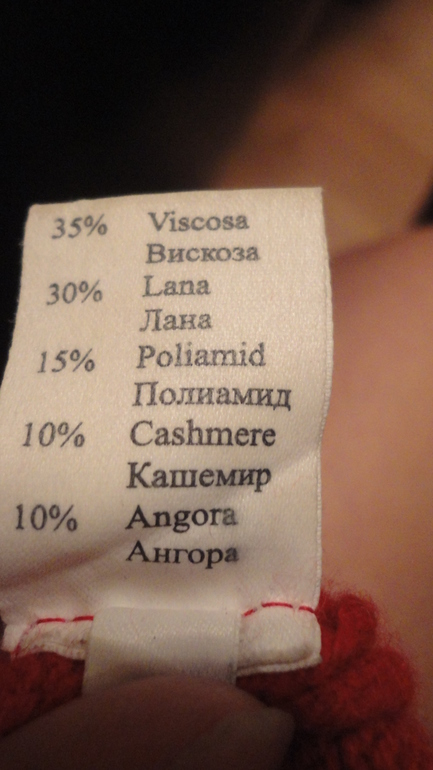 35% Viscosa
Вискоза
30% Lana
Лана
15% Poliamid
Полиамид
10% Cashmere
Кашемир
10% Angora
Ангора